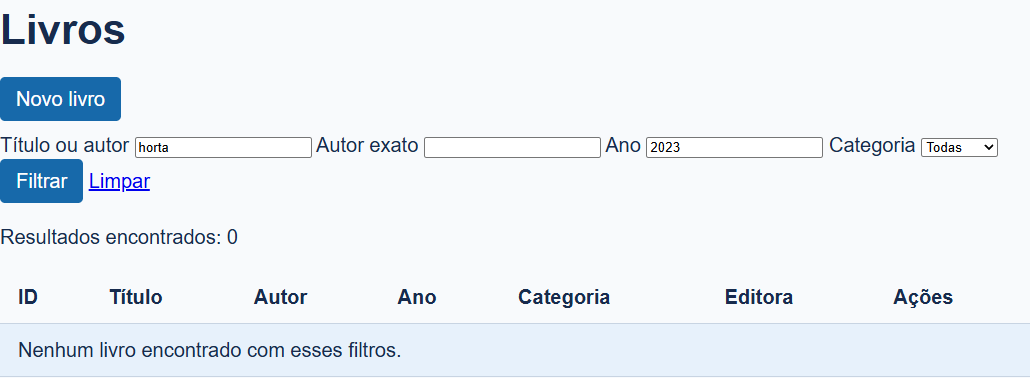 Livros
Novo livro
Título ou autor horta Autor exato Ano 2023 Categoria Todas
Filtrar Limpar
Resultados encontrados: 0
ID Título Autor Ano Categoria Editora Ações
Nenhum livro encontrado com esses filtros.